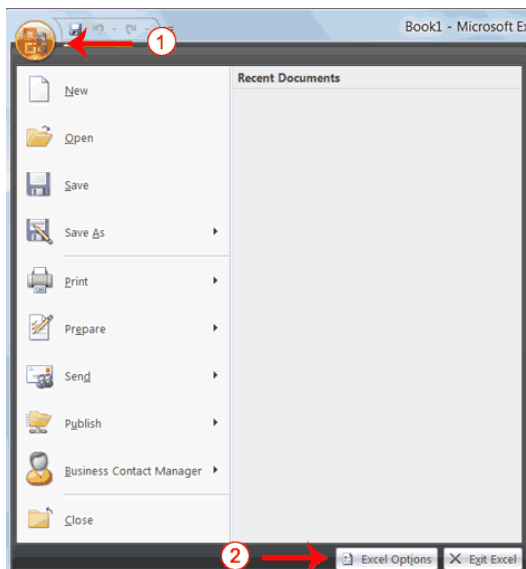 Book1 - Microsoft Ex
1
Recent Documents
New
Open
Save
Save As
Print
Prepare
Send
Publish
Business Contact Manager
Close
2
Excel Options
Exit Excel